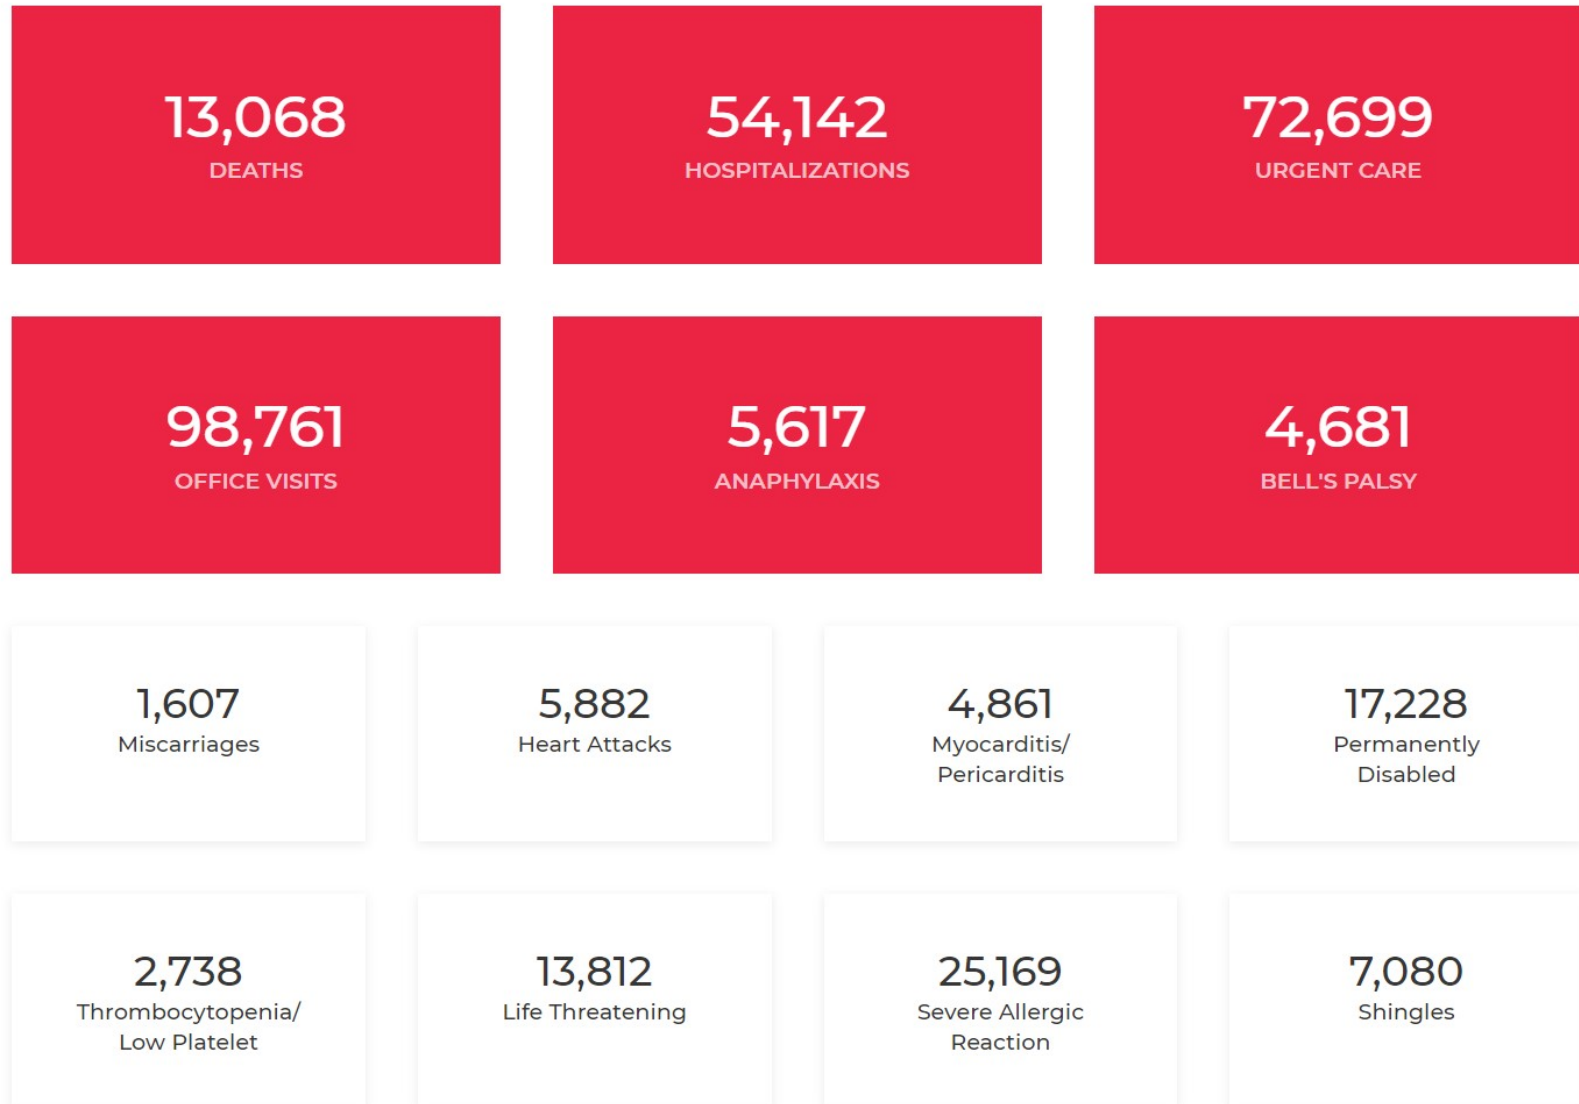 13,068
DEATHS
54,142
HOSPITALIZATIONS
72,699
URGENT CARE
98,761
OFFICE VISITS
5,617
ANAPHYLAXIS
4,681
BELL'S PALSY
1,607
Miscarriages
5,882
Heart Attacks
4,861
Myocarditis/
Pericarditis
17,228
Permanently
Disabled
2,738
Thrombocytopenia/
Low Platelet
13,812
Life Threatening
25,169
Severe Allergic
Reaction
7,080
Shingles